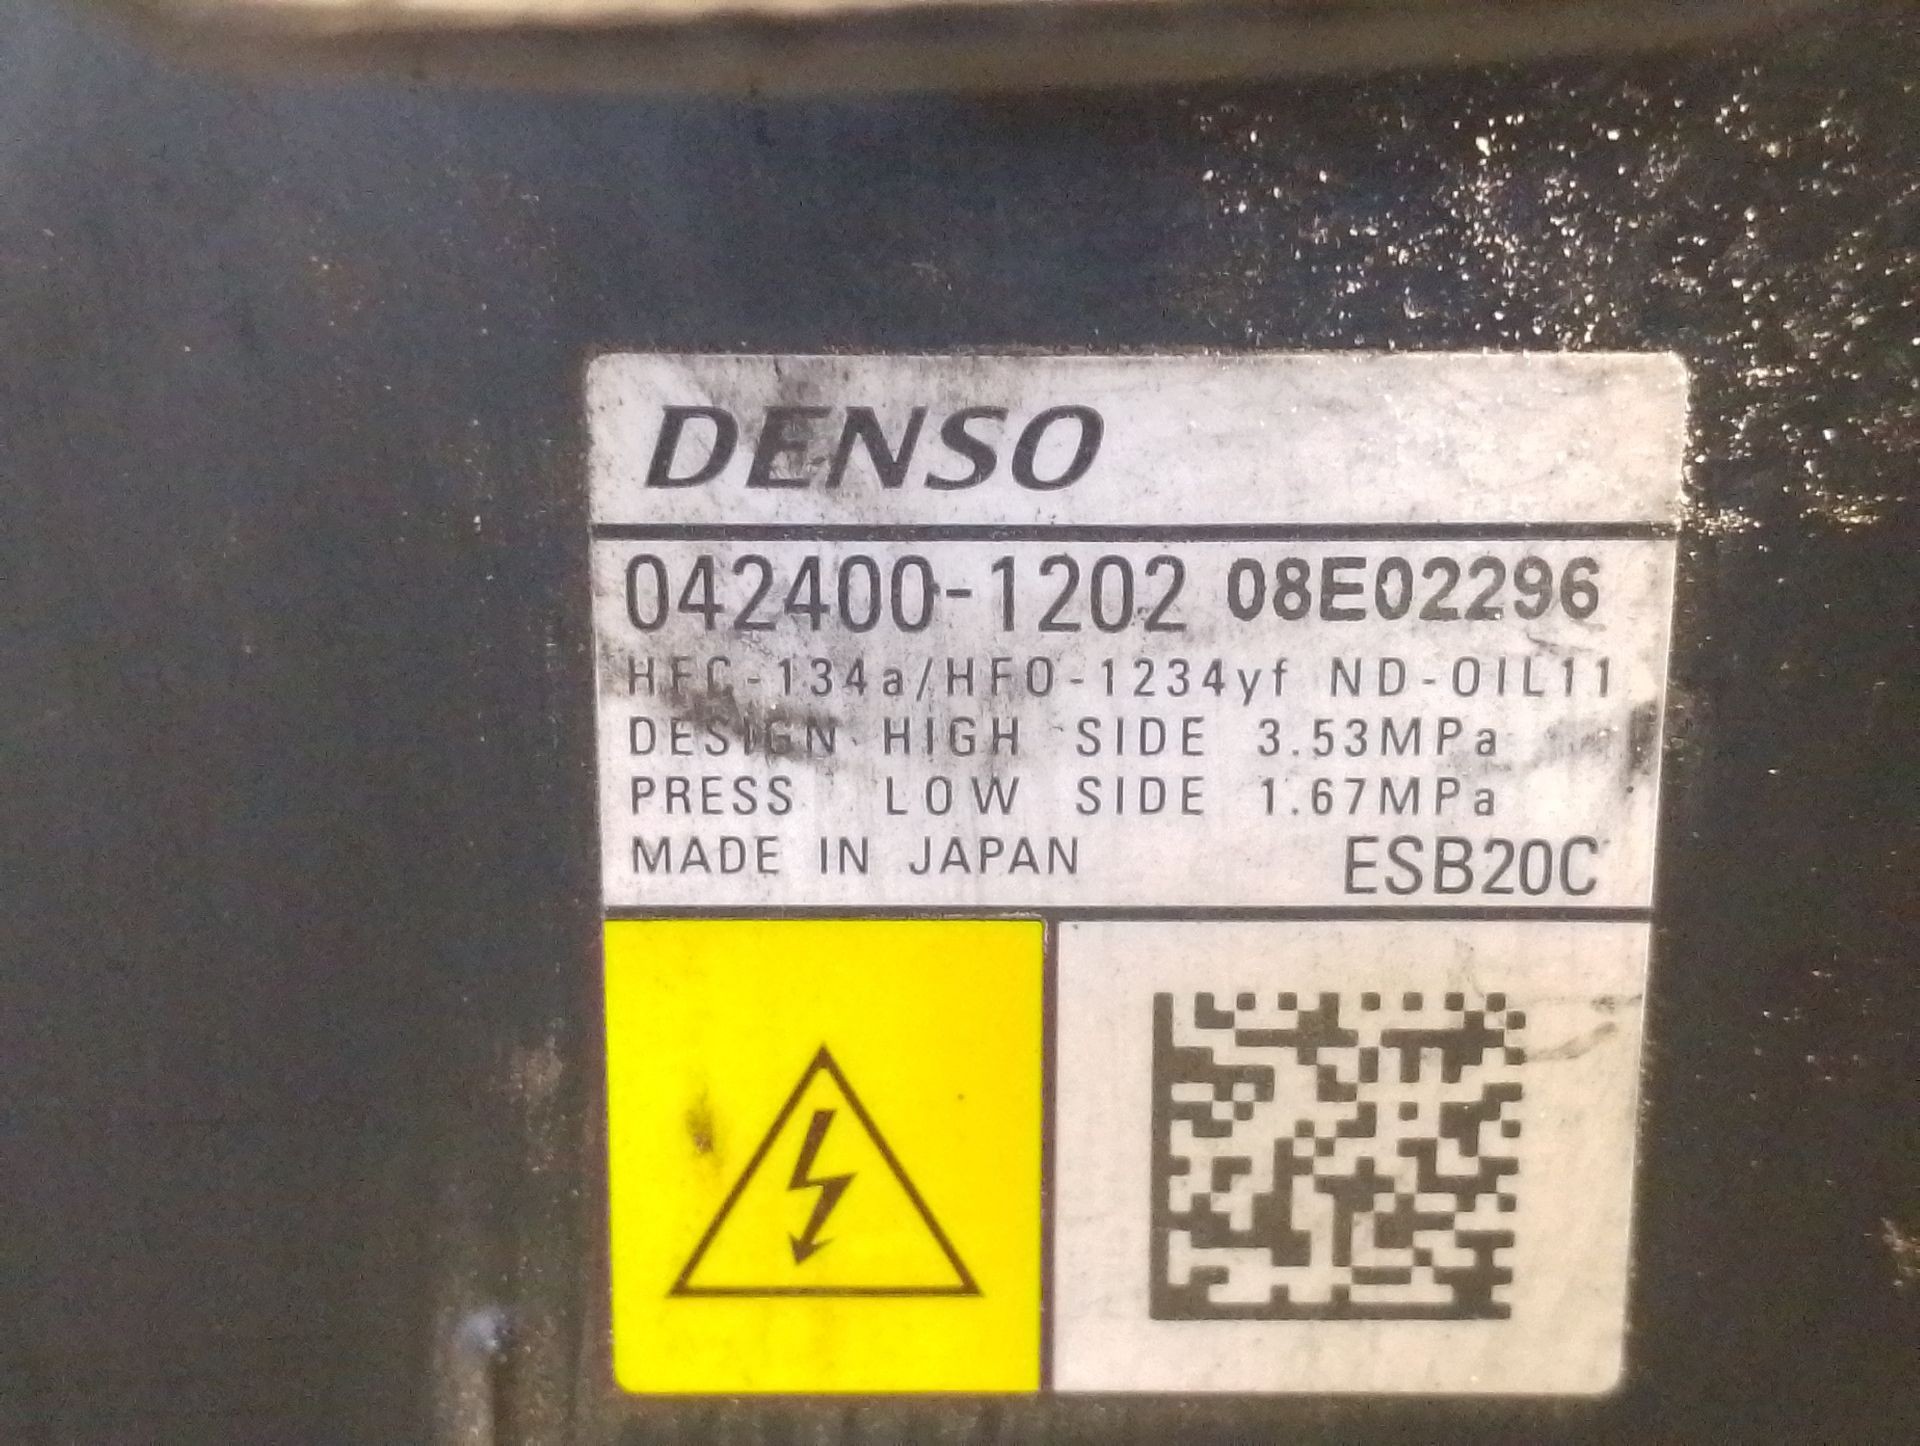 DENSO
042400-1202 08E02296
HFC-134a/HFO-1234yf ND-OIL11
DESIGN HIGH SIDE 3.53MPa
PRESS LOW SIDE 1.67MPa
MADE IN JAPAN ESB20C